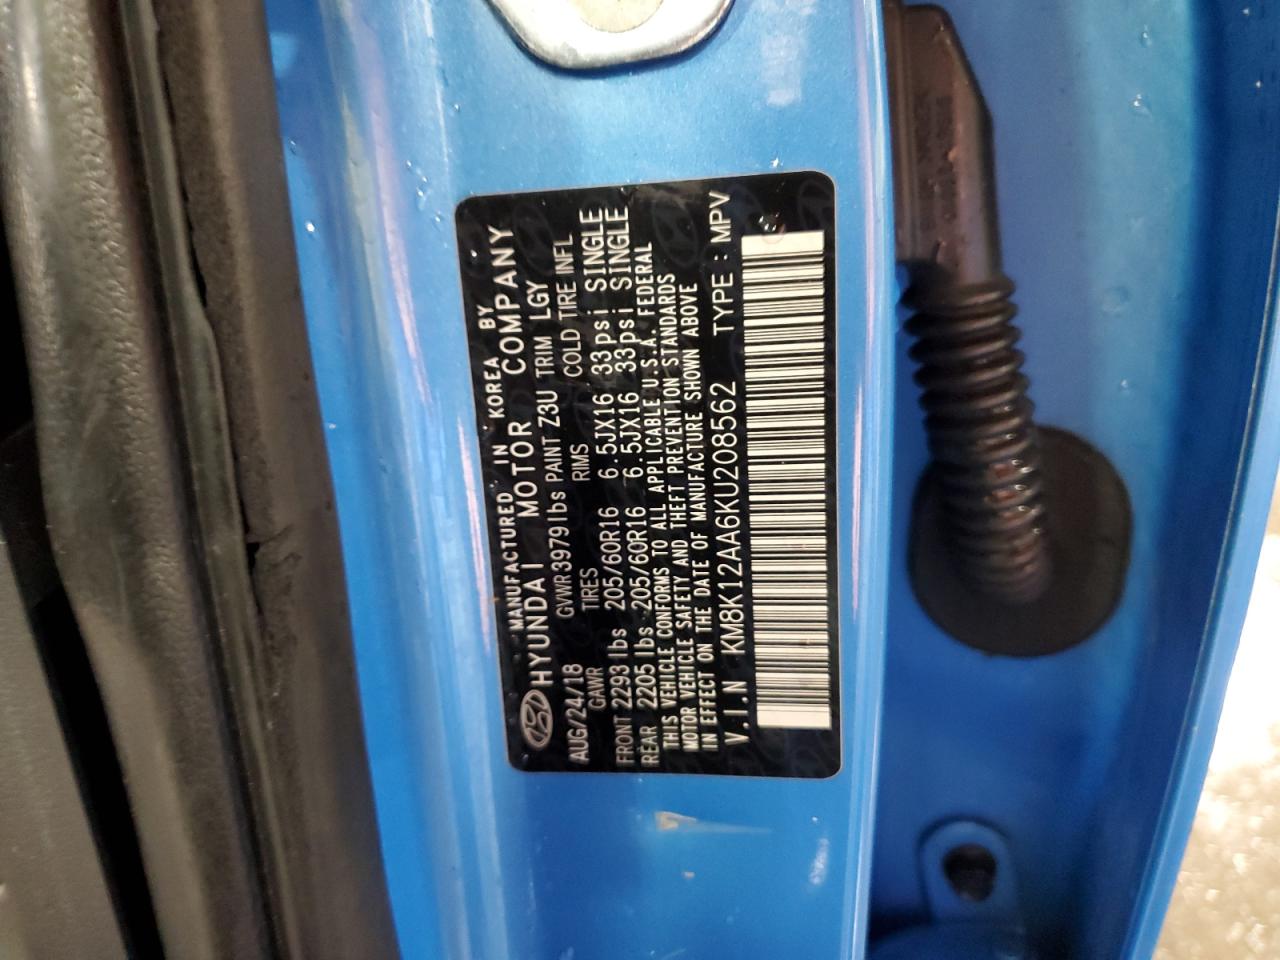 MANUFACTURED IN KOREA BY
HYUNDAI MOTOR COMPANY
AUG/24/18 GVWR 3979lbs PAINT Z3U TRIM LGY
GAWR TIRES RIMS COLD TIRE INFL
FRONT 2293 lbs 205/60R16 6.5JX16 33psi SINGLE
REAR 2205 lbs 205/60R16 6.5JX16 33psi SINGLE
THIS VEHICLE CONFORMS TO ALL APPLICABLE U.S.A. FEDERAL
MOTOR VEHICLE SAFETY AND THEFT PREVENTION STANDARDS
IN EFFECT ON THE DATE OF MANUFACTURE SHOWN ABOVE
V.I.N KM8K12AA6KU208562 TYPE : MPV